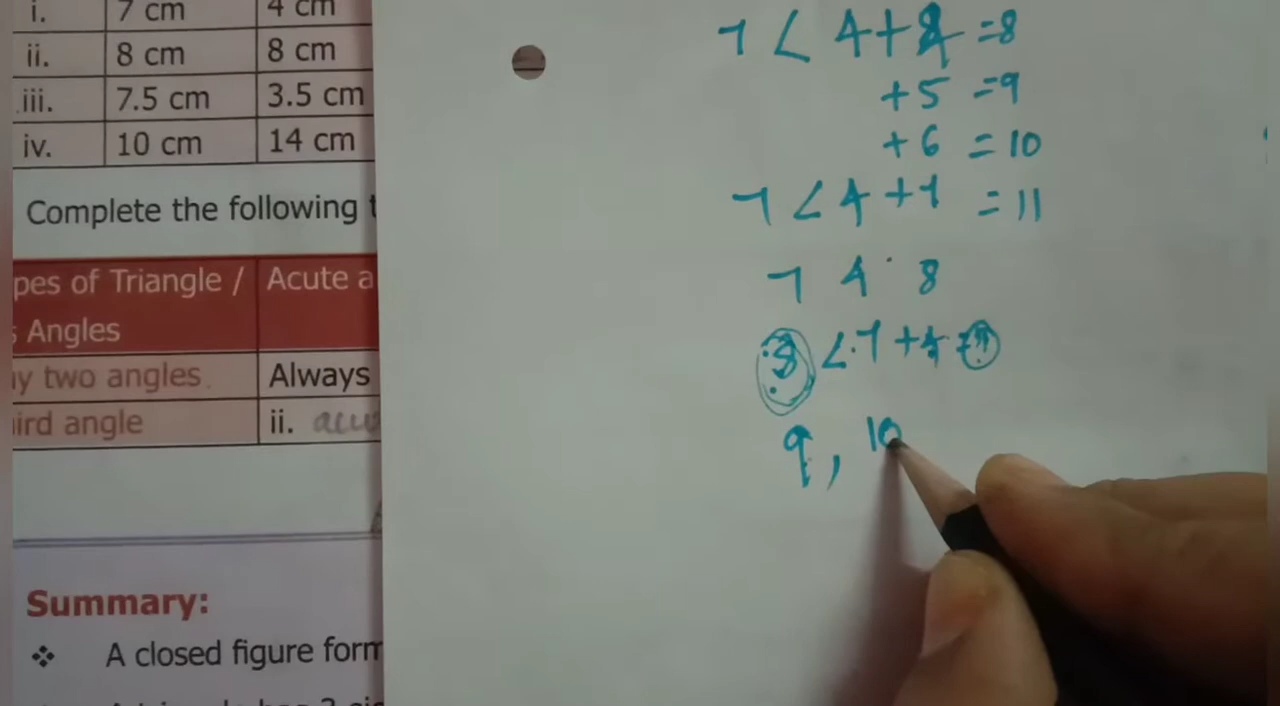 i. 7 cm 4 cm
ii. 8 cm 8 cm
iii. 7.5 cm 3.5 cm
iv. 10 cm 14 cm
Complete the following t
pes of Triangle / Acute a
s Angles
y two angles. Always
ird angle ii. acu
Summary:
❖ A closed figure form
7 < 4+4 =8
+5 =9
+6 =10
7 < 4+7 =11
7 4 8
8 < 7+4 =11
9, 10